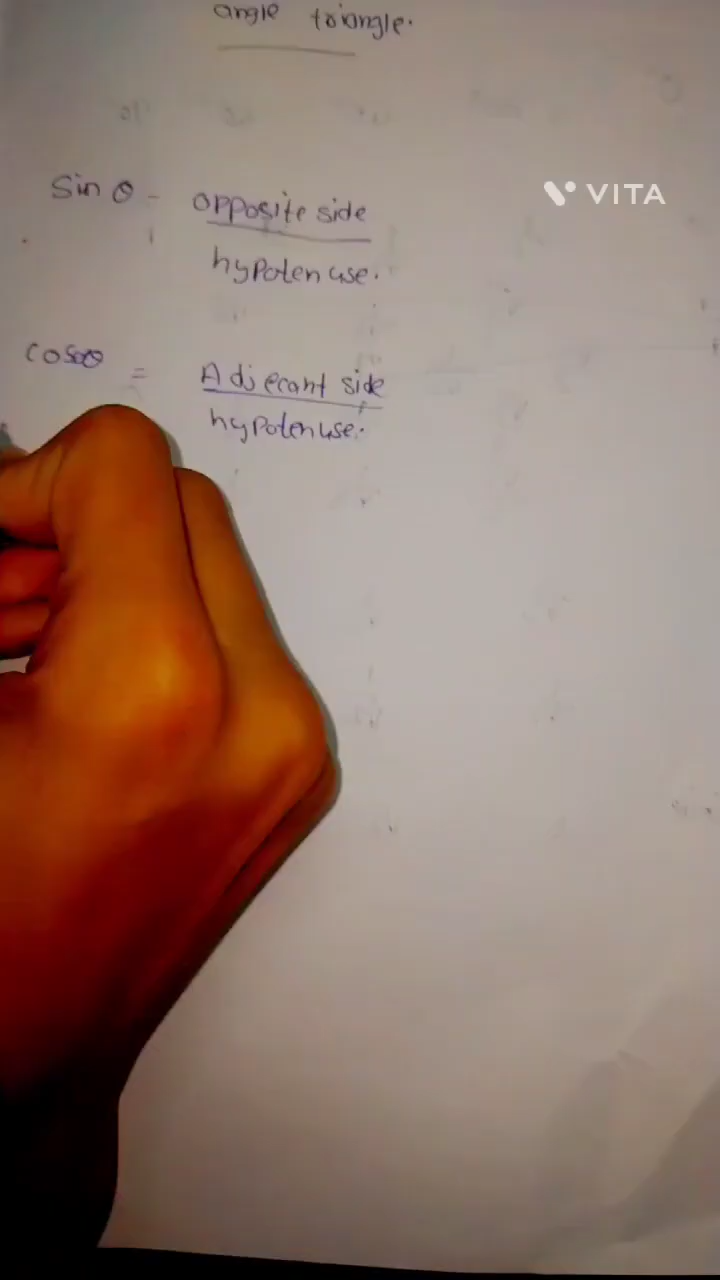 angle triangle.
VITA
Sin θ - opposite side
hypotenuse.
cosθ = Adjecant side
hypotenuse.